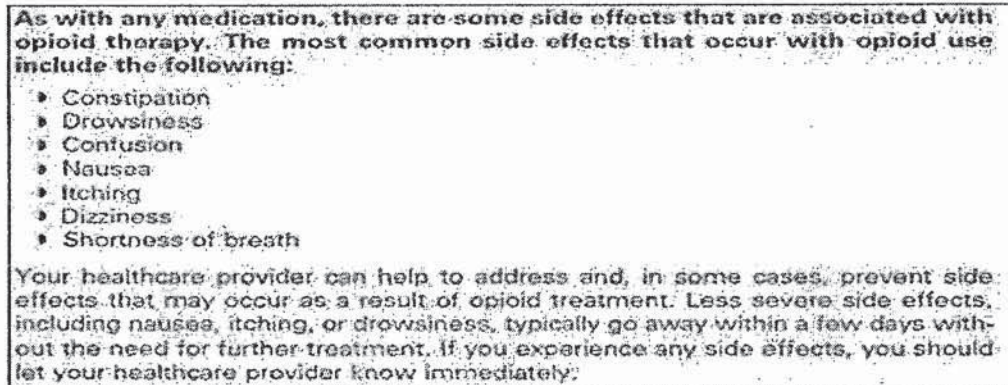 As with any medication, there are some side effects that are associated with
opioid therapy. The most common side effects that occur with opioid use
include the following:
• Constipation
• Drowsiness
• Confusion
• Nausea
• Itching
• Dizziness
• Shortness of breath
Your healthcare provider can help to address and, in some cases, prevent side
effects that may occur as a result of opioid treatment. Less severe side effects,
including nausea, itching, or drowsiness, typically go away within a few days with-
out the need for further treatment. If you experience any side effects, you should
let your healthcare provider know immediately.